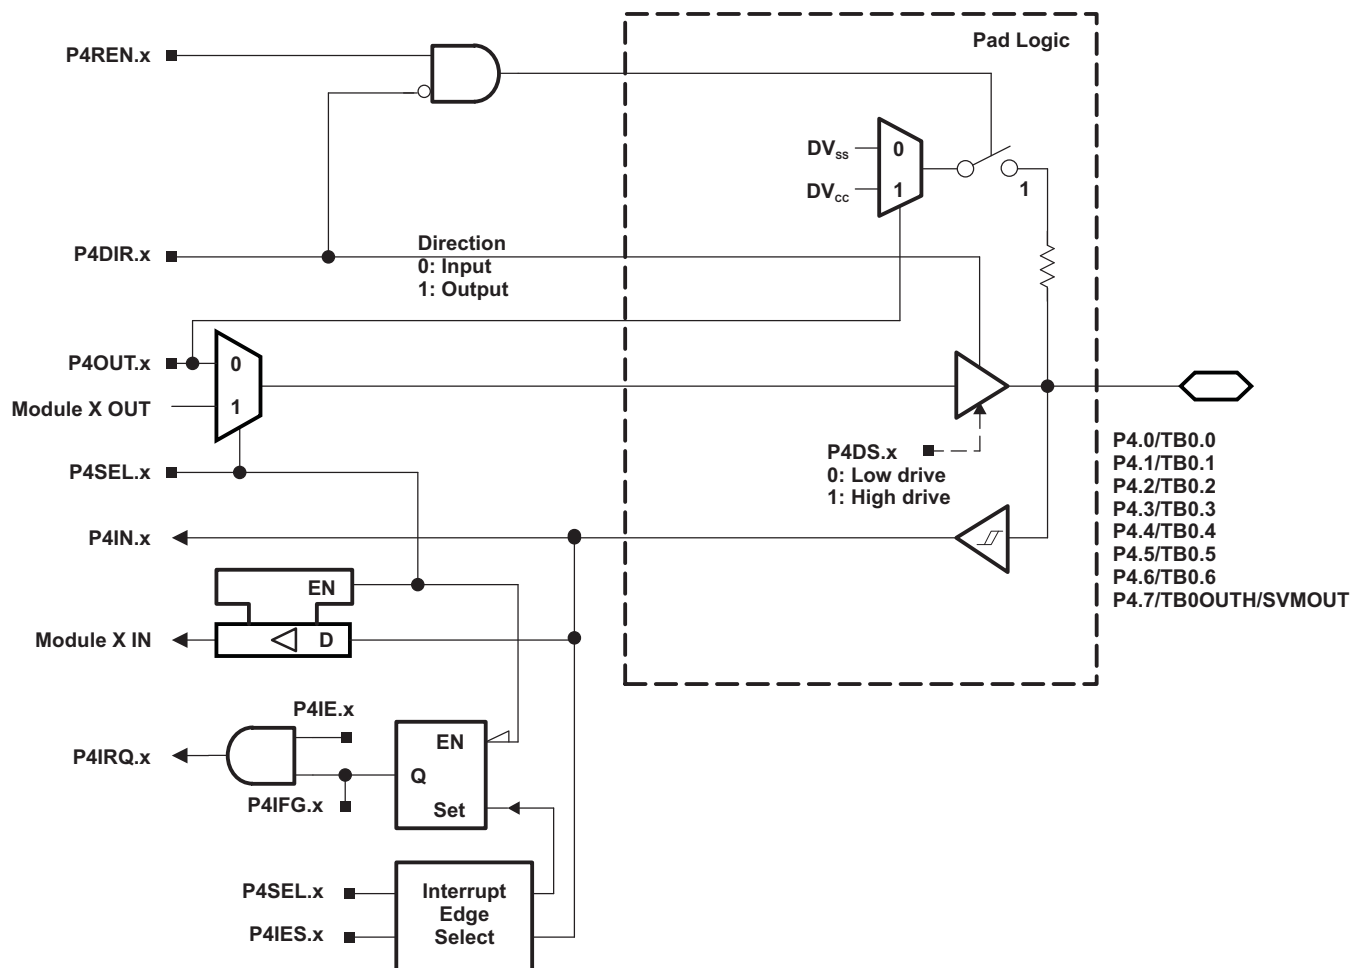 Pad Logic
P4REN.x
DVSS
0
DVCC
1
1
P4DIR.x
Direction
0: Input
1: Output
P4OUT.x
0
Module X OUT
1
P4SEL.x
P4DS.x
0: Low drive
1: High drive
P4.0/TB0.0
P4.1/TB0.1
P4.2/TB0.2
P4.3/TB0.3
P4.4/TB0.4
P4.5/TB0.5
P4.6/TB0.6
P4.7/TB0OUTH/SVMOUT
P4IN.x
EN
Module X IN
D
P4IE.x
P4IRQ.x
EN
Q
P4IFG.x
Set
P4SEL.x
P4IES.x
Interrupt
Edge
Select